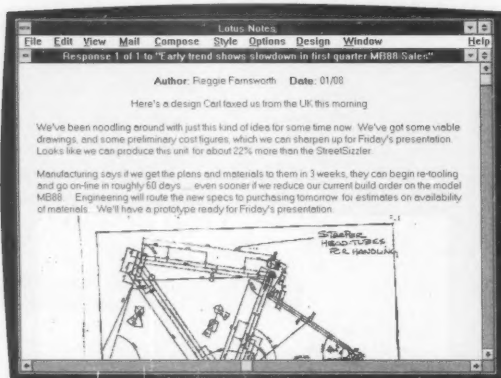 Lotus Notes
File Edit View Mail Compose Style Options Design Window Help
Response 1 of 1 to "Early trend shows slowdown in first quarter MB88 Sales"
Author: Reggie Farnsworth Date: 01/08
Here's a design Carl faxed us from the UK this morning
We've been noodling around with just this kind of idea for some time now. We've got some viable
drawings, and some preliminary cost figures, which we can sharpen up for Friday's presentation.
Looks like we can produce this unit for about 22% more than the StreetSizzler.
Manufacturing says if we get the plans and materials to them in 3 weeks, they can begin re-tooling
and go on-line in roughly 60 days ... even sooner if we reduce our current build order on the model
MB88. Engineering will route the new specs to purchasing tomorrow for estimates on availability
of materials. We'll have a prototype ready for Friday's presentation.
HEAD TUBES
FOR HANDLING